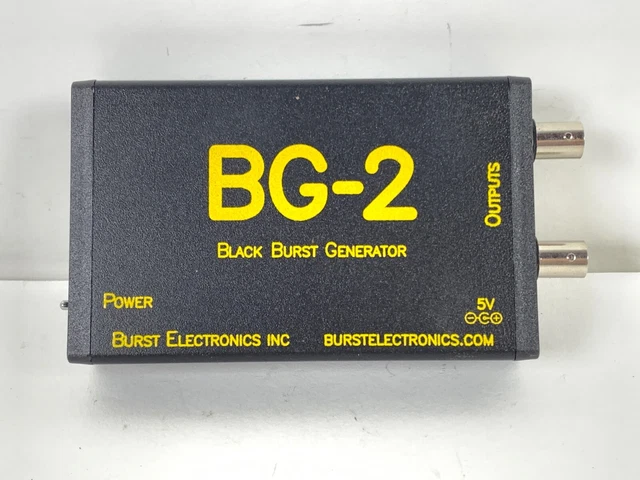 BG-2
BLACK BURST GENERATOR
OUTPUTS
POWER
5V
BURST ELECTRONICS INC
BURSTELECTRONICS.COM